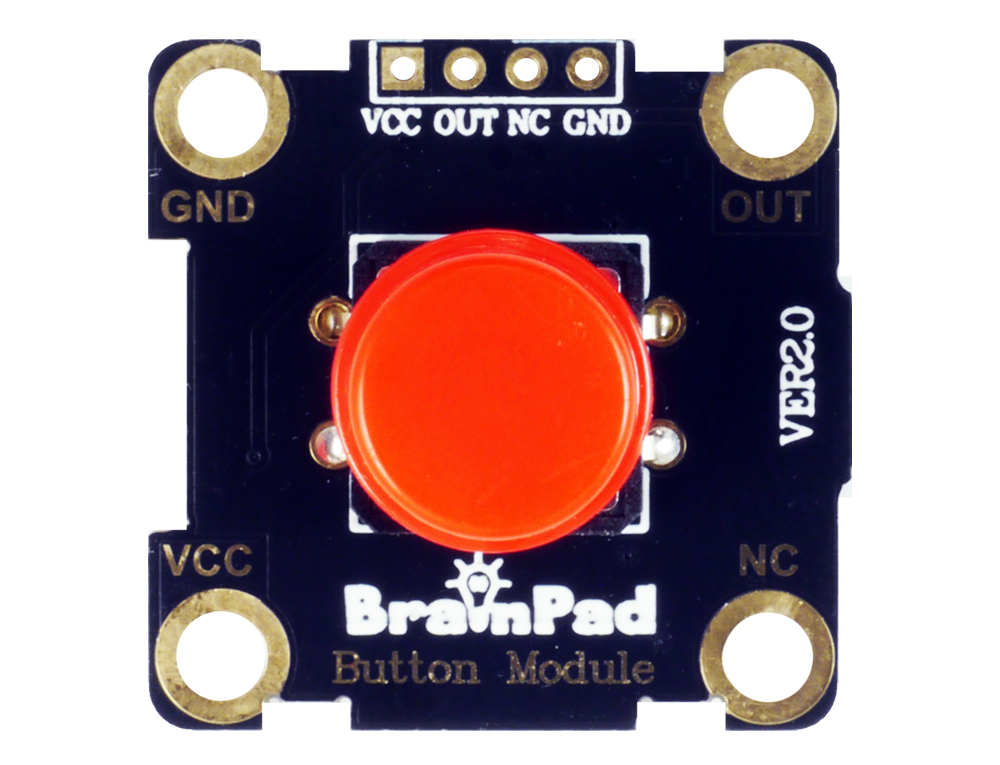 VCC OUT NC GND
GND
OUT
VER2.0
VCC
NC
BrainPad
Button Module